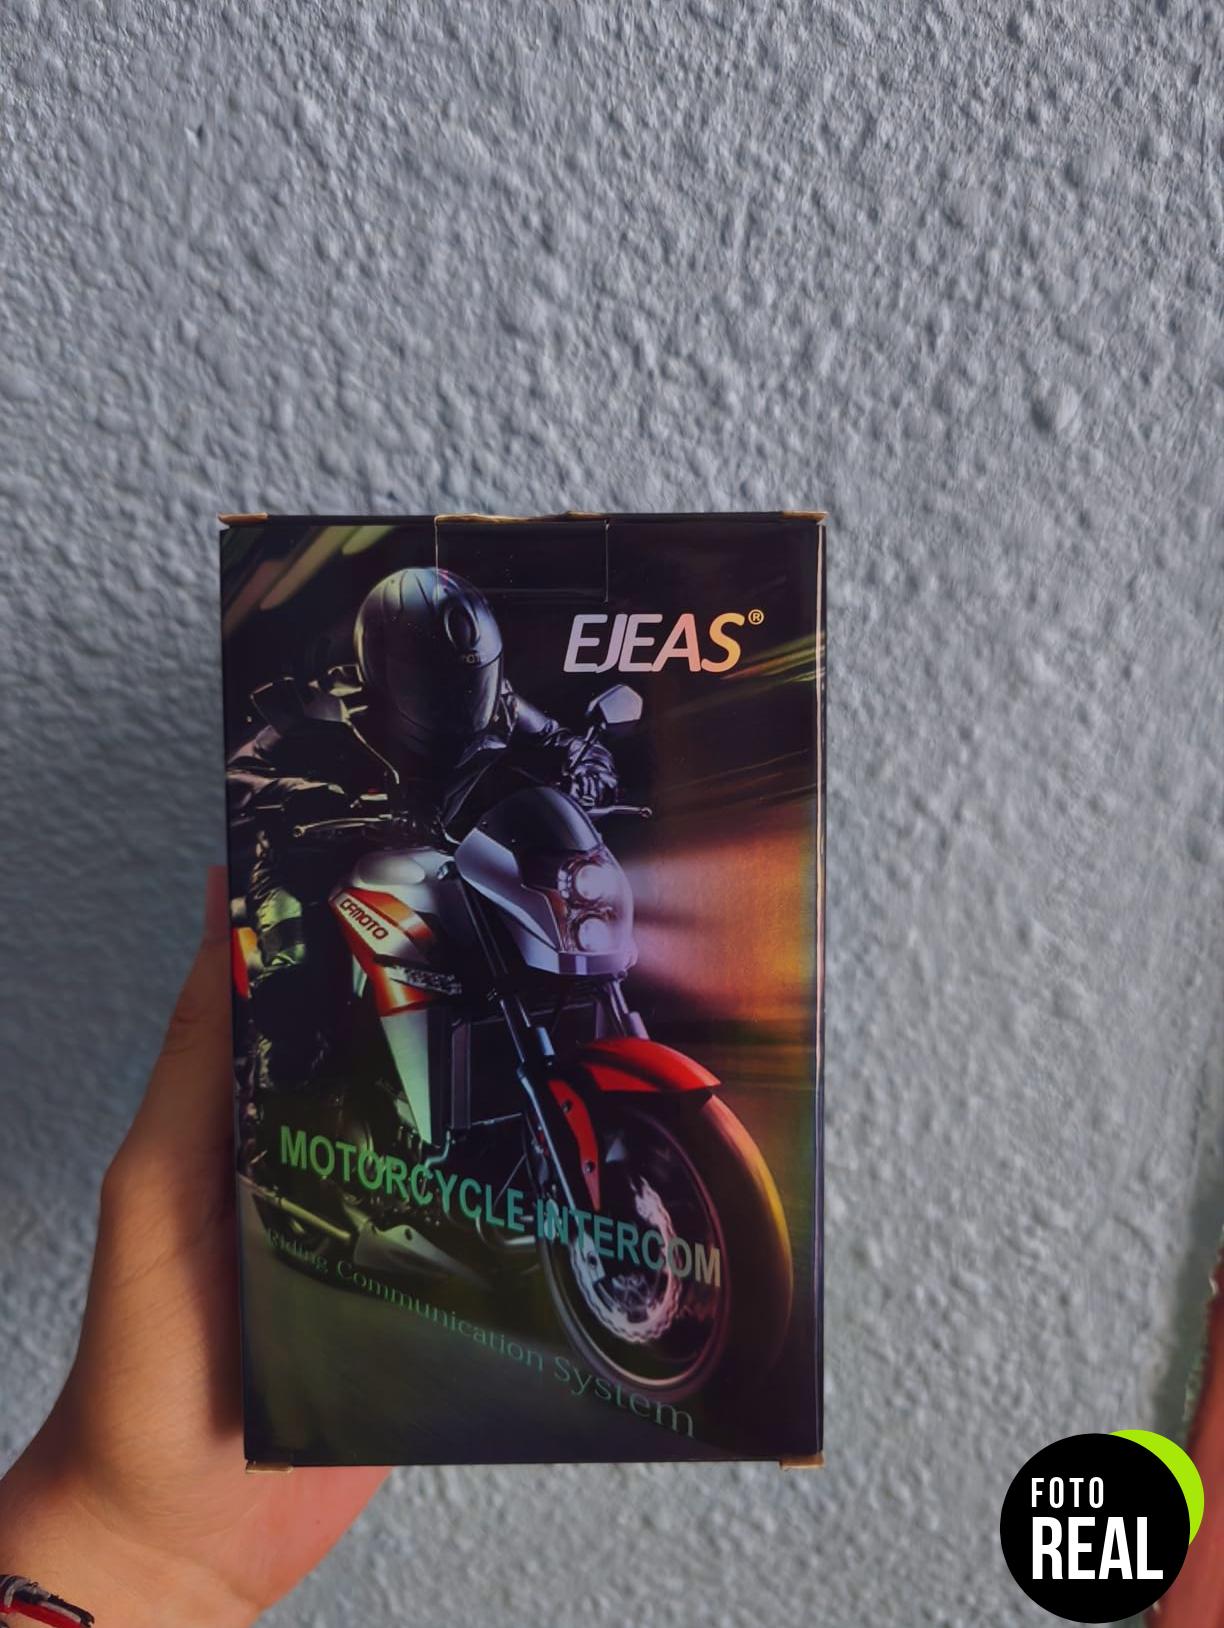 EJEAS®
CFMOTO
MOTORCYCLE-INTERCOM
Riding Communication System
FOTO
REAL